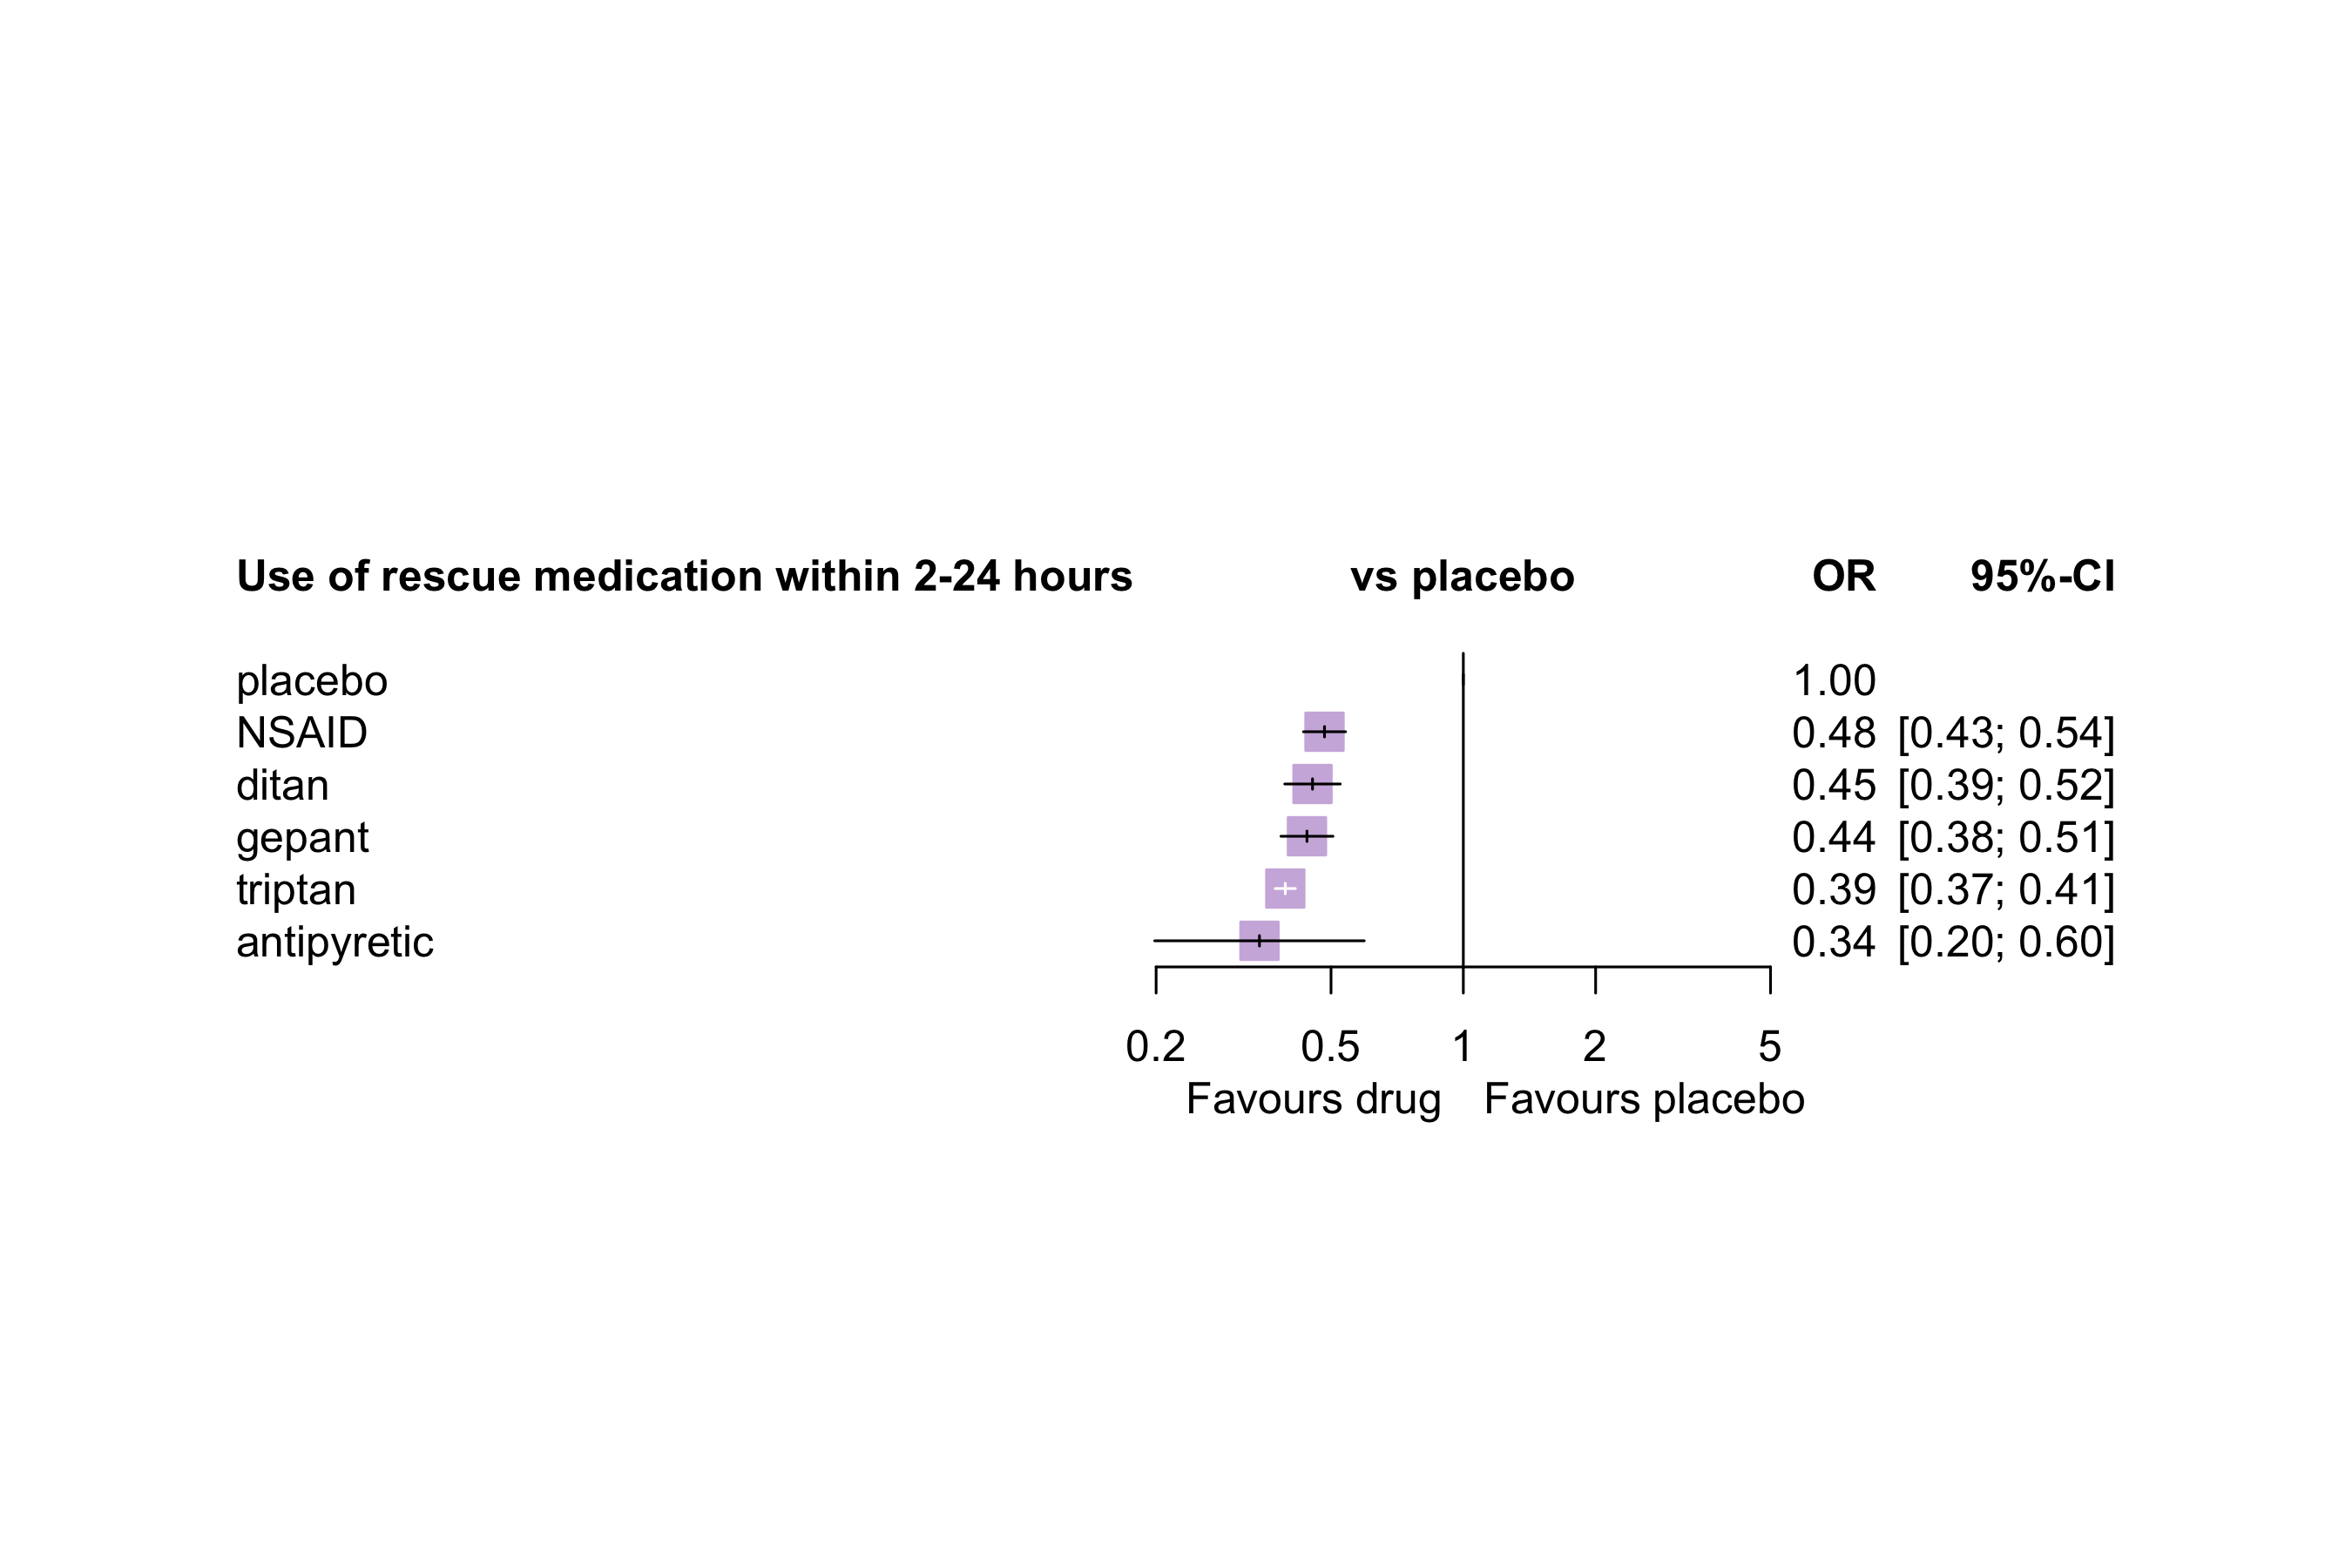 Use of rescue medication within 2-24 hours vs placebo OR 95%-CI
placebo 1.00
NSAID 0.48 [0.43; 0.54]
ditan 0.45 [0.39; 0.52]
gepant 0.44 [0.38; 0.51]
triptan 0.39 [0.37; 0.41]
antipyretic 0.34 [0.20; 0.60]
0.2 0.5 1 2 5
Favours drug Favours placebo